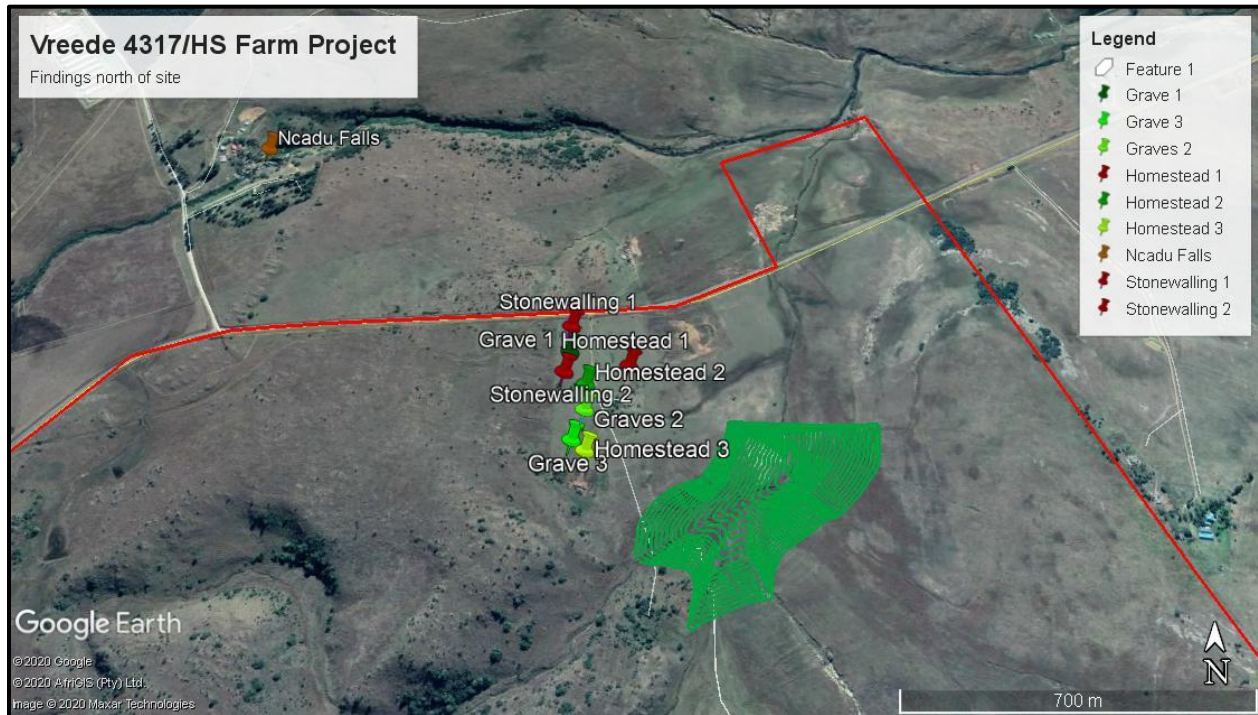 Vreede 4317/HS Farm Project
Findings north of site
Legend
Feature 1
Grave 1
Grave 3
Graves 2
Homestead 1
Homestead 2
Homestead 3
Ncadu Falls
Stonewalling 1
Stonewalling 2
Ncadu Falls
Stonewalling 1
Grave 1
Homestead 1
Homestead 2
Stonewalling 2
Graves 2
Homestead 3
Grave 3
Google Earth
©2020 Google
©2020 AfriGIS (Pty) Ltd.
Image ©2020 Maxar Technologies
N
700 m